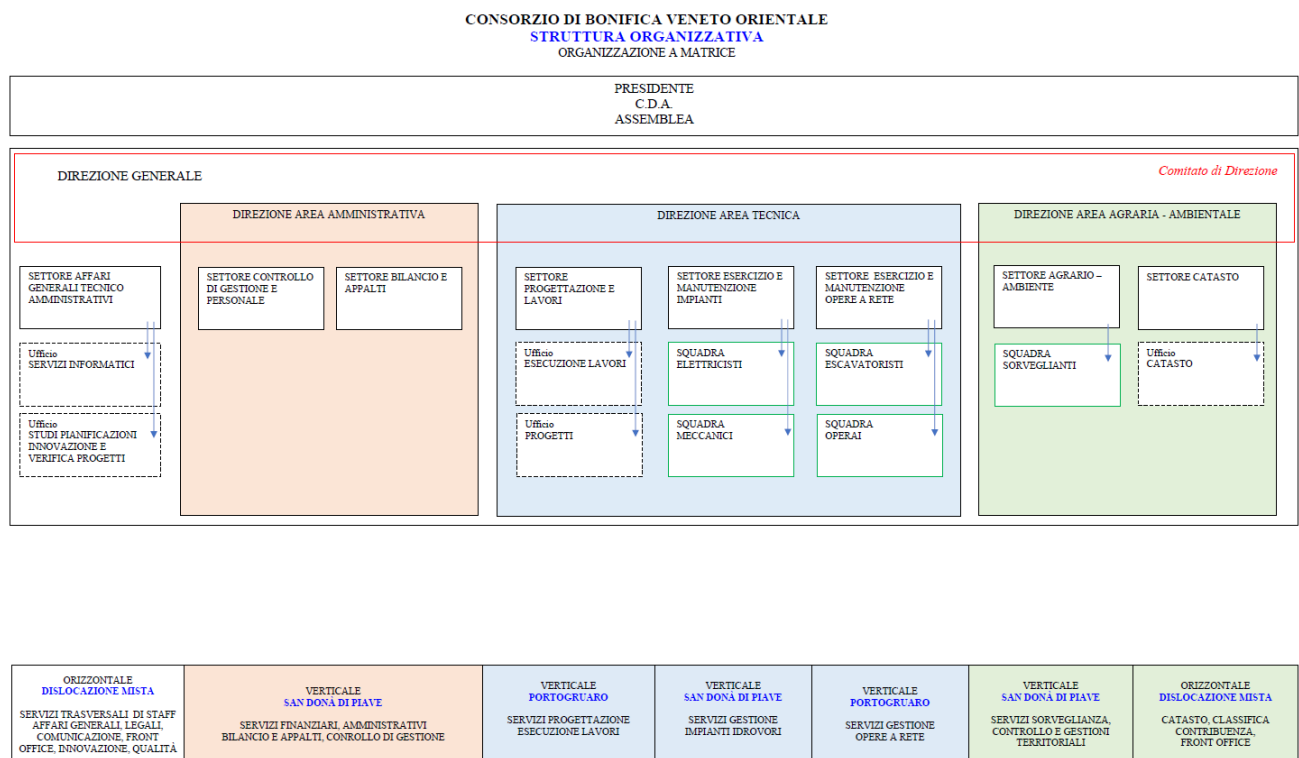 CONSORZIO DI BONIFICA VENETO ORIENTALE
STRUTTURA ORGANIZZATIVA
ORGANIZZAZIONE A MATRICE
PRESIDENTE
C.D.A.
ASSEMBLEA
DIREZIONE GENERALE
Comitato di Direzione
DIREZIONE AREA AMMINISTRATIVA
DIREZIONE AREA TECNICA
DIREZIONE AREA AGRARIA - AMBIENTALE
SETTORE AFFARI
GENERALI TECNICO
AMMINISTRATIVI
SETTORE CONTROLLO
DI GESTIONE E
PERSONALE
SETTORE BILANCIO E
APPALTI
SETTORE
PROGETTAZIONE E
LAVORI
SETTORE ESERCIZIO E
MANUTENZIONE
IMPIANTI
SETTORE ESERCIZIO E
MANUTENZIONE
OPERE A RETE
SETTORE AGRARIO –
AMBIENTE
SETTORE CATASTO
Ufficio
SERVIZI INFORMATICI
Ufficio
ESECUZIONE LAVORI
SQUADRA
ELETTRICISTI
SQUADRA
ESCAVATORISTI
SQUADRA
SORVEGLIANTI
Ufficio
CATASTO
Ufficio
STUDI PIANIFICAZIONI
INNOVAZIONE E
VERIFICA PROGETTI
Ufficio
PROGETTI
SQUADRA
MECCANICI
SQUADRA
OPERAI
ORIZZONTALE
DISLOCAZIONE MISTA
SERVIZI TRASVERSALI DI STAFF
AFFARI GENERALI, LEGALI,
COMUNICAZIONE, FRONT
OFFICE, INNOVAZIONE, QUALITÀ
VERTICALE
SAN DONÀ DI PIAVE
SERVIZI FINANZIARI, AMMINISTRATIVI
BILANCIO E APPALTI, CONROLLO DI GESTIONE
VERTICALE
PORTOGRUARO
SERVIZI PROGETTAZIONE
ESECUZIONE LAVORI
VERTICALE
SAN DONÀ DI PIAVE
SERVIZI GESTIONE
IMPIANTI IDROVORI
VERTICALE
PORTOGRUARO
SERVIZI GESTIONE
OPERE A RETE
VERTICALE
SAN DONÀ DI PIAVE
SERVIZI SORVEGLIANZA,
CONTROLLO E GESTIONI
TERRITORIALI
ORIZZONTALE
DISLOCAZIONE MISTA
CATASTO, CLASSIFICA
CONTRIBUENZA,
FRONT OFFICE